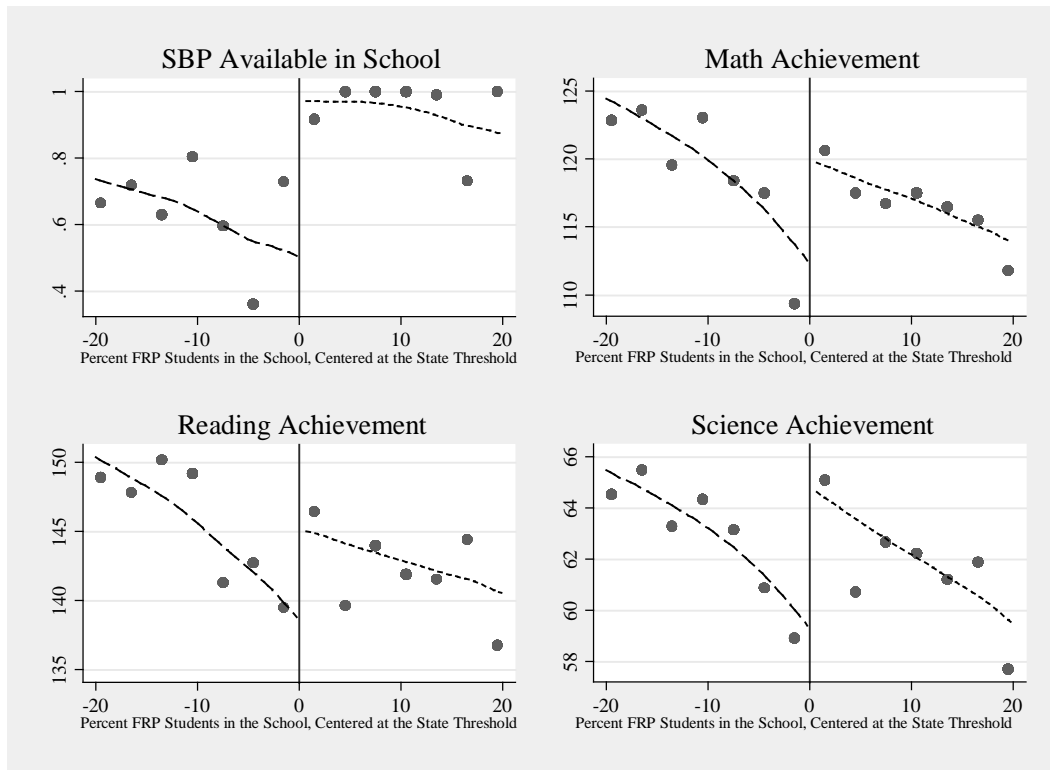 SBP Available in School
1
.8
.6
.4
-20 -10 0 10 20
Percent FRP Students in the School, Centered at the State Threshold
Math Achievement
125
120
115
110
-20 -10 0 10 20
Percent FRP Students in the School, Centered at the State Threshold
Reading Achievement
150
145
140
135
-20 -10 0 10 20
Percent FRP Students in the School, Centered at the State Threshold
Science Achievement
66
64
62
60
58
-20 -10 0 10 20
Percent FRP Students in the School, Centered at the State Threshold